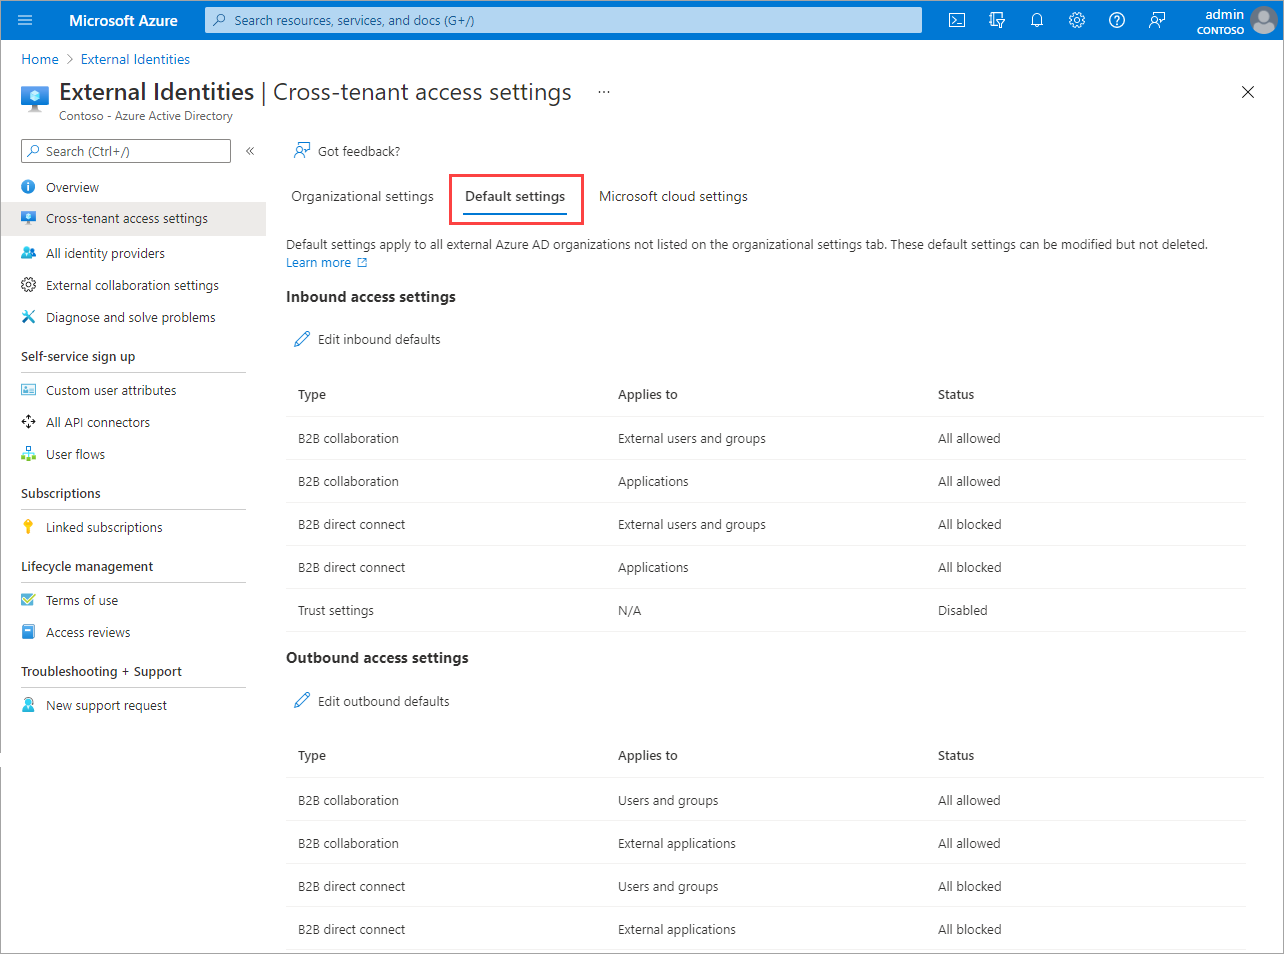 Microsoft Azure
Search resources, services, and docs (G+/)
admin
CONTOSO
Home > External Identities
External Identities | Cross-tenant access settings ...
Contoso - Azure Active Directory
Search (Ctrl+/)
«
Overview
Cross-tenant access settings
All identity providers
External collaboration settings
Diagnose and solve problems
Self-service sign up
Custom user attributes
All API connectors
User flows
Subscriptions
Linked subscriptions
Lifecycle management
Terms of use
Access reviews
Troubleshooting + Support
New support request
Got feedback?
Organizational settings Default settings Microsoft cloud settings
Default settings apply to all external Azure AD organizations not listed on the organizational settings tab. These default settings can be modified but not deleted.
Learn more
Inbound access settings
Edit inbound defaults
Type Applies to Status
B2B collaboration External users and groups All allowed
B2B collaboration Applications All allowed
B2B direct connect External users and groups All blocked
B2B direct connect Applications All blocked
Trust settings N/A Disabled
Outbound access settings
Edit outbound defaults
Type Applies to Status
B2B collaboration Users and groups All allowed
B2B collaboration External applications All allowed
B2B direct connect Users and groups All blocked
B2B direct connect External applications All blocked